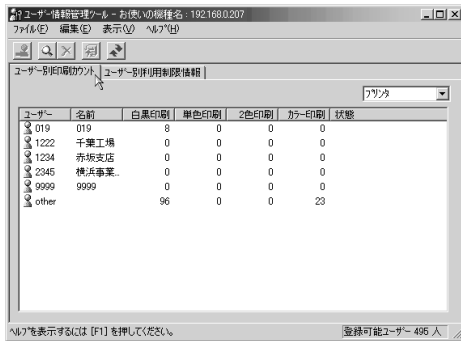 ユーザー情報管理ツール - お使いの機種名 : 192.168.0.207
ファイル(F) 編集(E) 表示(V) ヘルプ(H)
ユーザー別印刷カウント ユーザー別利用制限情報
プリンタ
ユーザー 名前 白黒印刷 単色印刷 2色印刷 カラー印刷 状態
019 019 8 0 0 0
1222 千葉工場 0 0 0 0
1234 赤坂支店 0 0 0 0
2345 横浜事業... 0 0 0 0
9999 9999 0 0 0 0
other 96 0 0 23
ヘルプを表示するには [F1] を押してください。 登録可能ユーザー 495 人